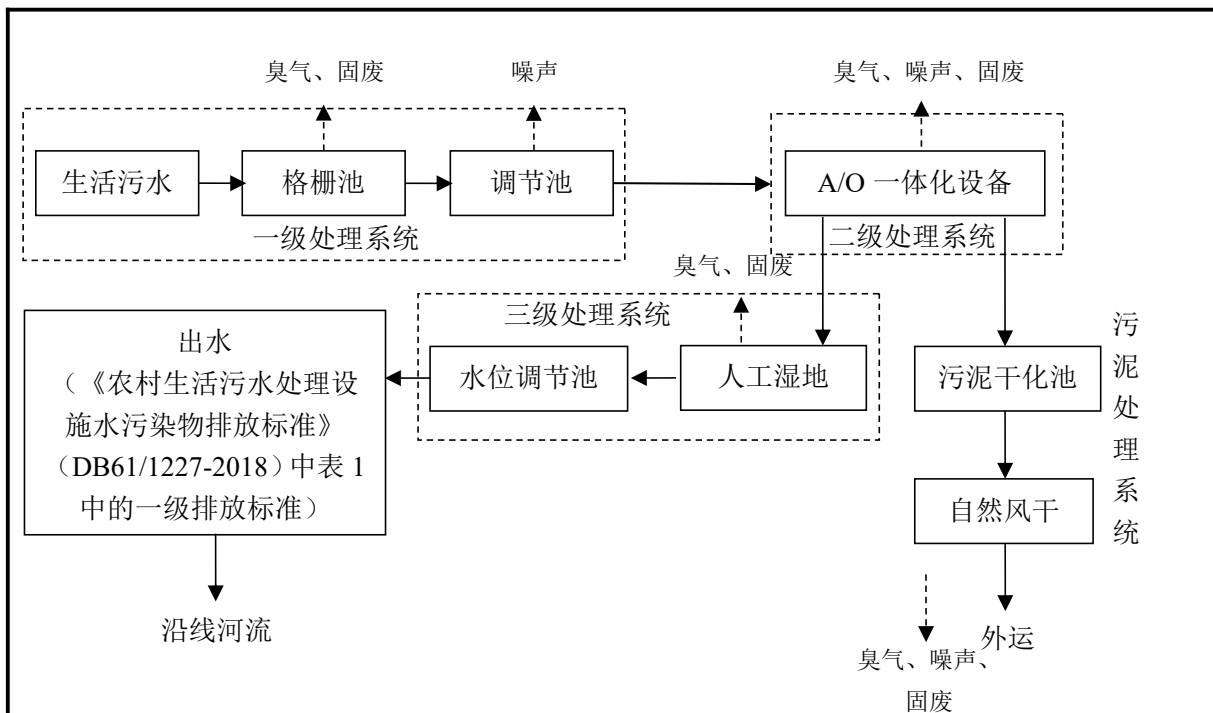 臭气、固废
噪声
臭气、噪声、固废
生活污水
格栅池
调节池
A/O 一体化设备
一级处理系统
二级处理系统
臭气、固废
三级处理系统
出水
（《农村生活污水处理设
施水污染物排放标准》
（DB61/1227-2018）中表 1
中的一级排放标准）
水位调节池
人工湿地
污泥干化池
污泥处理系统
自然风干
沿线河流
外运
臭气、噪声、
固废